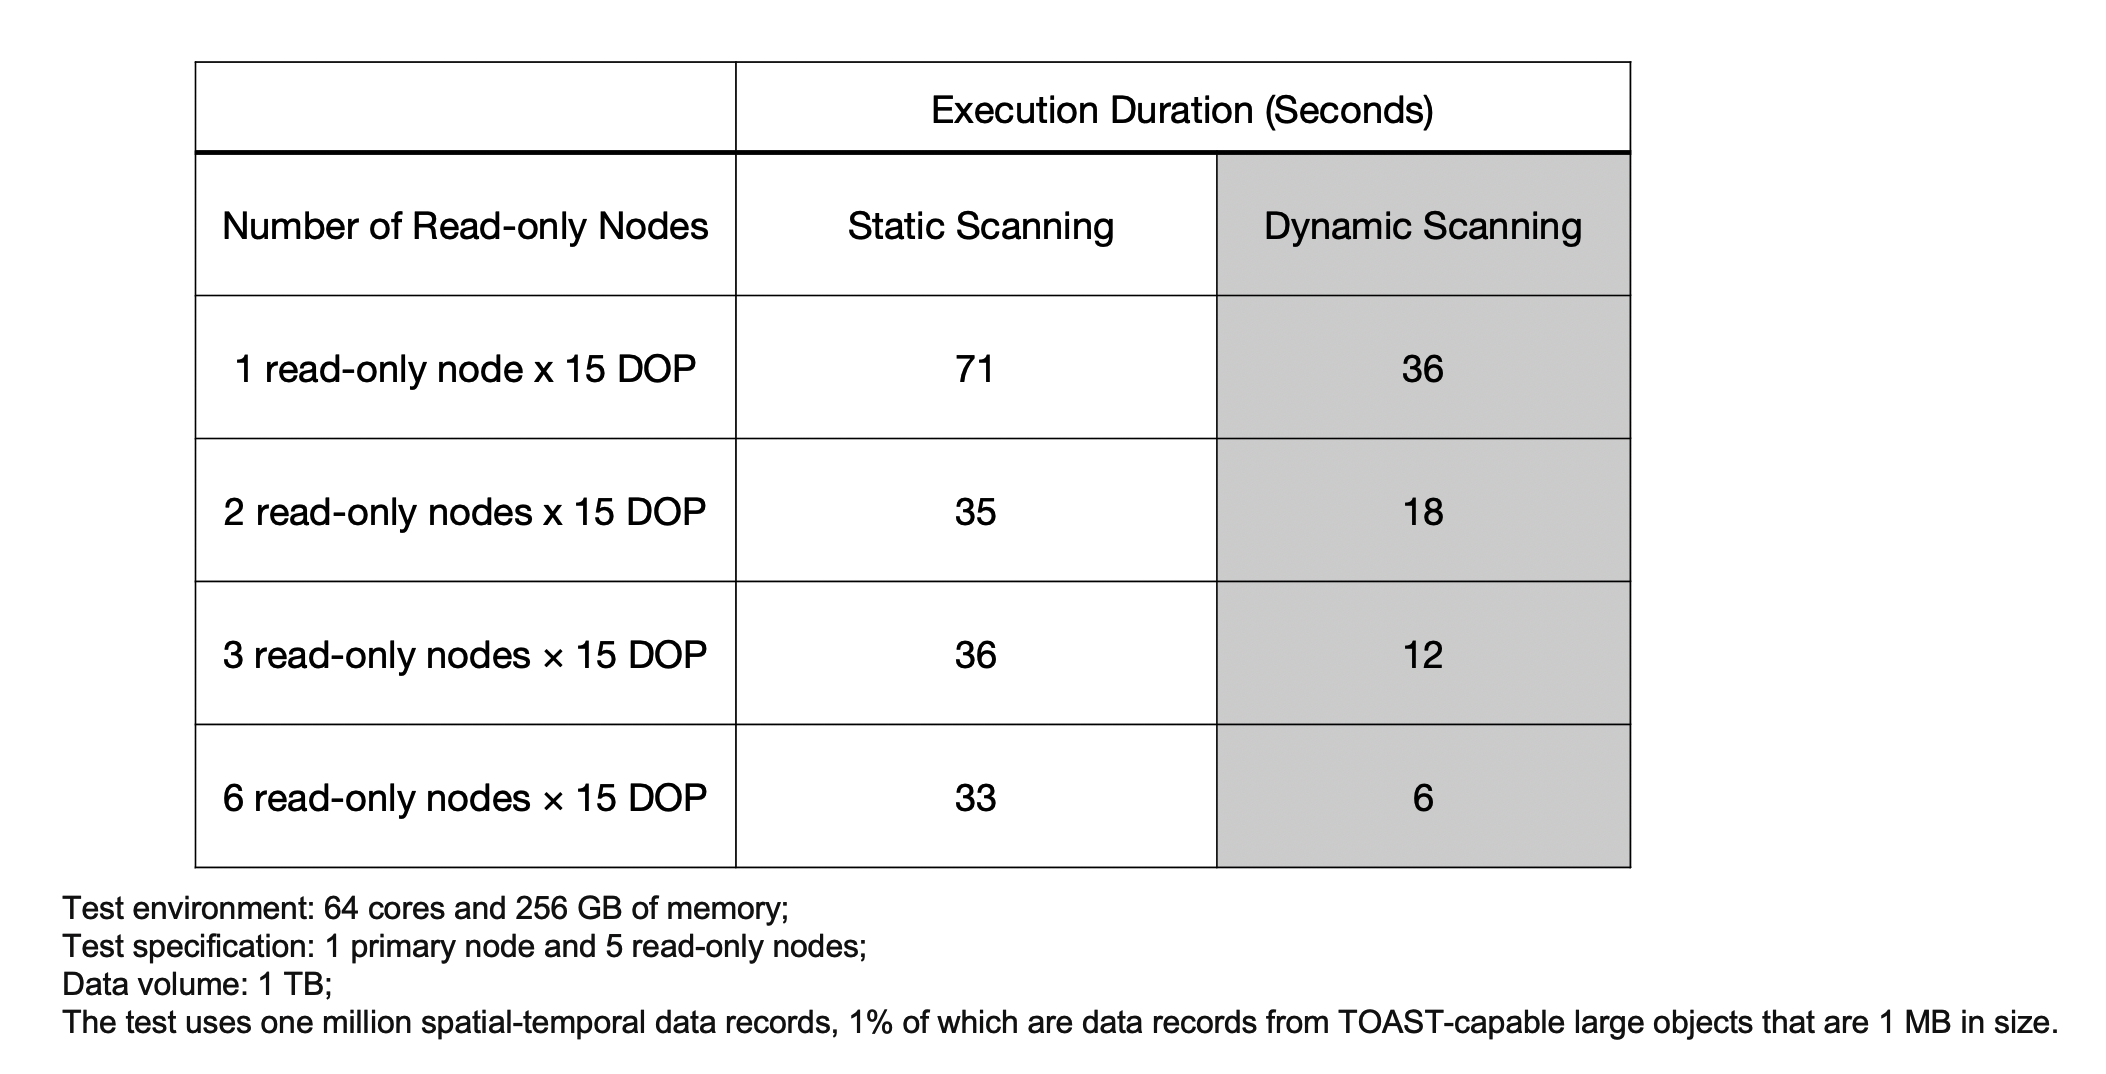 Execution Duration (Seconds)
Number of Read-only Nodes Static Scanning Dynamic Scanning
1 read-only node x 15 DOP 71 36
2 read-only nodes x 15 DOP 35 18
3 read-only nodes × 15 DOP 36 12
6 read-only nodes × 15 DOP 33 6
Test environment: 64 cores and 256 GB of memory;
Test specification: 1 primary node and 5 read-only nodes;
Data volume: 1 TB;
The test uses one million spatial-temporal data records, 1% of which are data records from TOAST-capable large objects that are 1 MB in size.